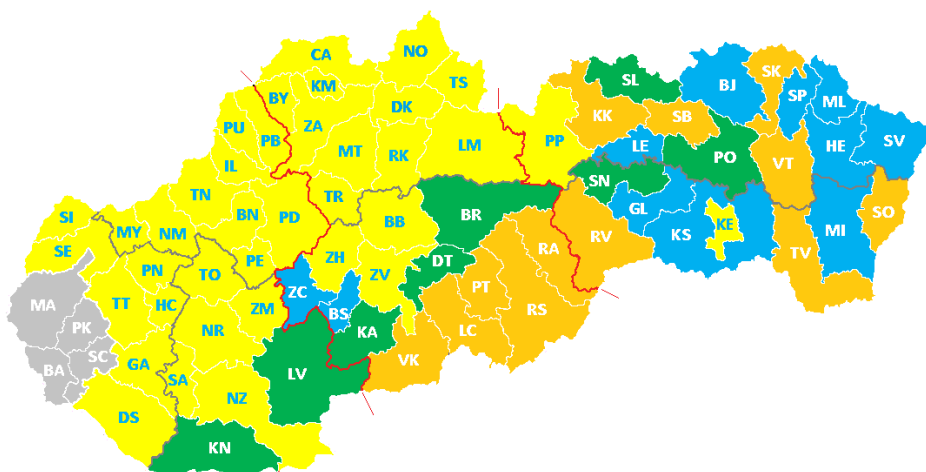 NO
CA
KM
TS
BY
SL
SK
BJ
SP
ML
DK
KK
SB
PU
PB
ZA
PP
HE
SV
MT
RK
LM
LE
PO
VT
IL
TN
TR
SN
BN
PD
BB
BR
GL
SI
MY
NM
KS
KE
MI
SO
SE
PE
ZH
DT
RA
RV
TV
PN
TO
ZV
ZC
PT
MA
TT
HC
ZM
BS
RS
PK
NR
KA
LC
SC
VK
BA
GA
SA
LV
DS
NZ
KN